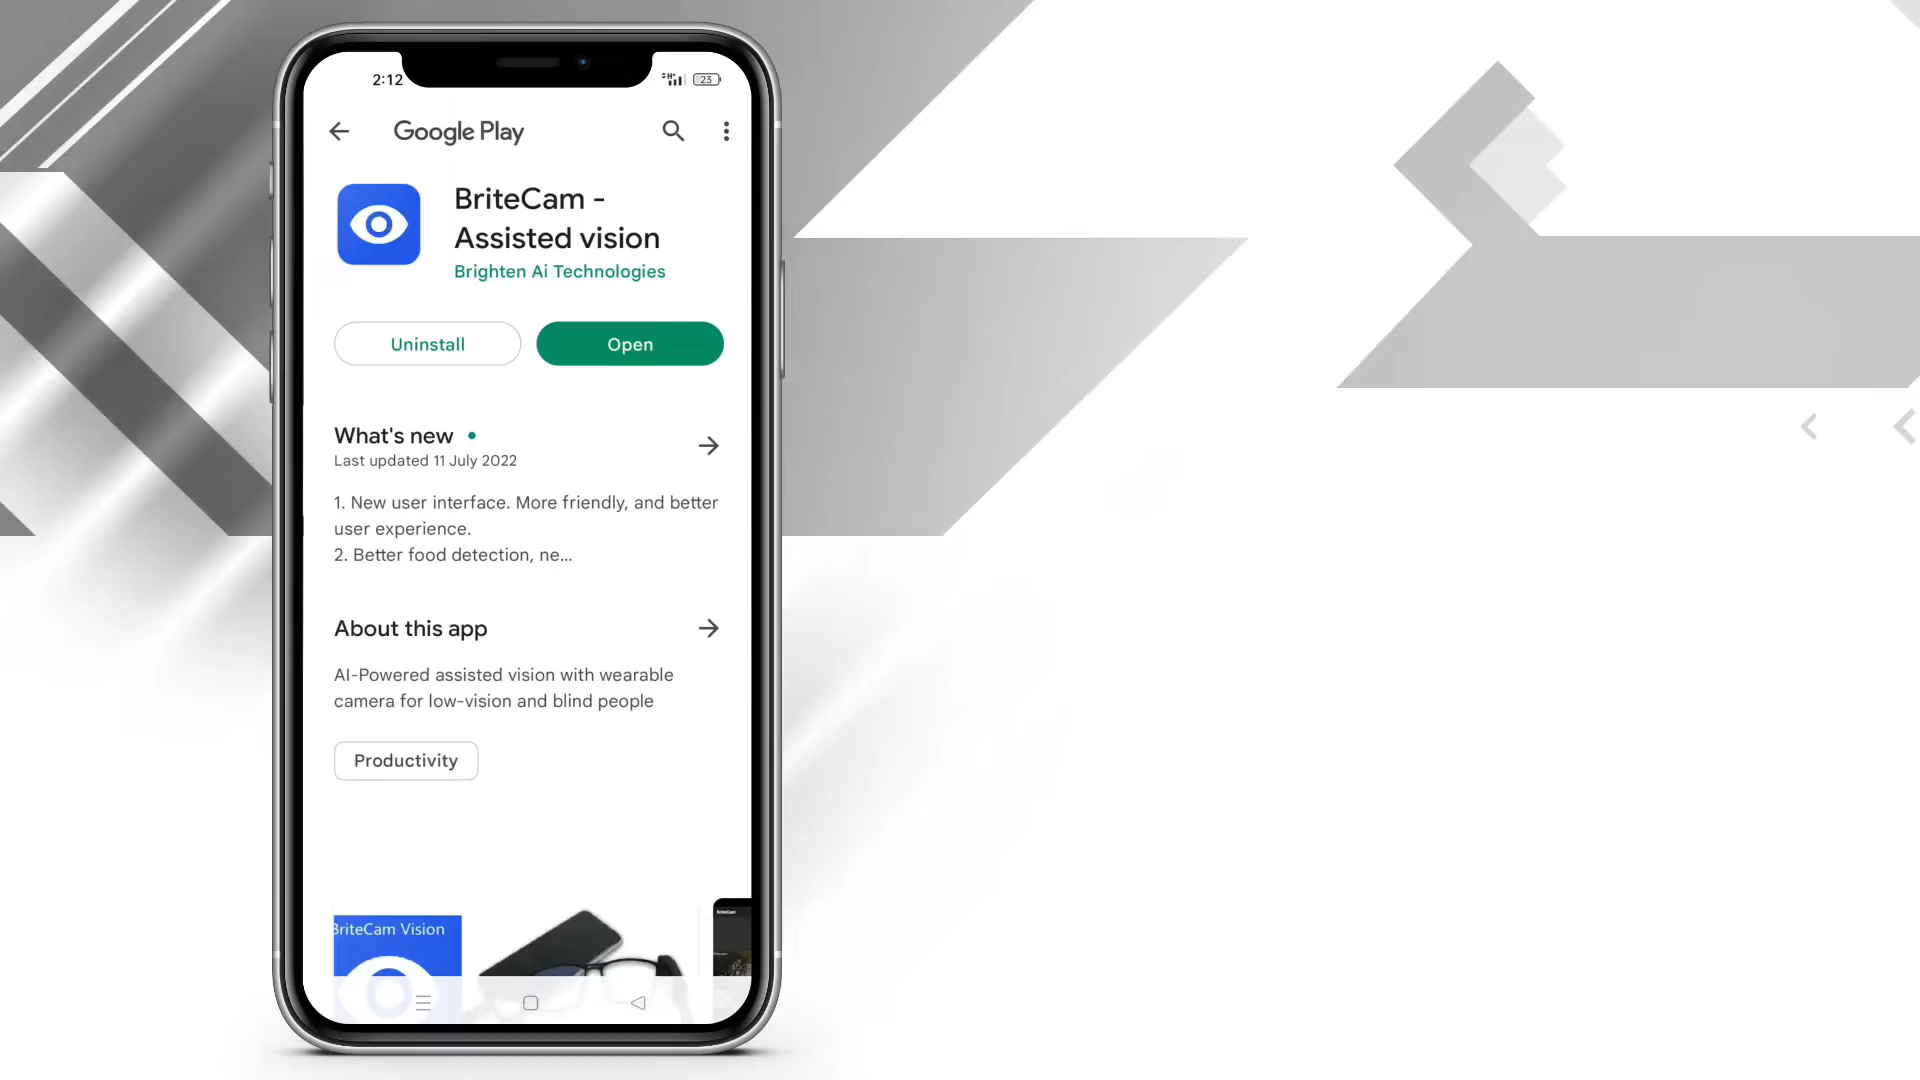 2:12
23
Google Play
BriteCam -
Assisted vision
Brighten Ai Technologies
Uninstall
Open
What's new
Last updated 11 July 2022
1. New user interface. More friendly, and better
user experience.
2. Better food detection, ne...
About this app
AI-Powered assisted vision with wearable
camera for low-vision and blind people
Productivity
BriteCam Vision
BriteCam